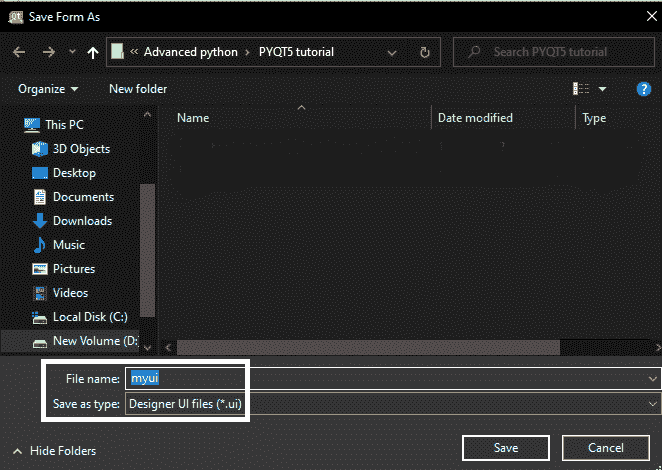 Qt Save Form As
« Advanced python › PYQT5 tutorial
Search PYQT5 tutorial
Organize
New folder
Name
Date modified
Type
This PC
3D Objects
Desktop
Documents
Downloads
Music
Pictures
Videos
Local Disk (C:)
New Volume (D:
File name: myui
Save as type: Designer UI files (*.ui)
Hide Folders
Save
Cancel